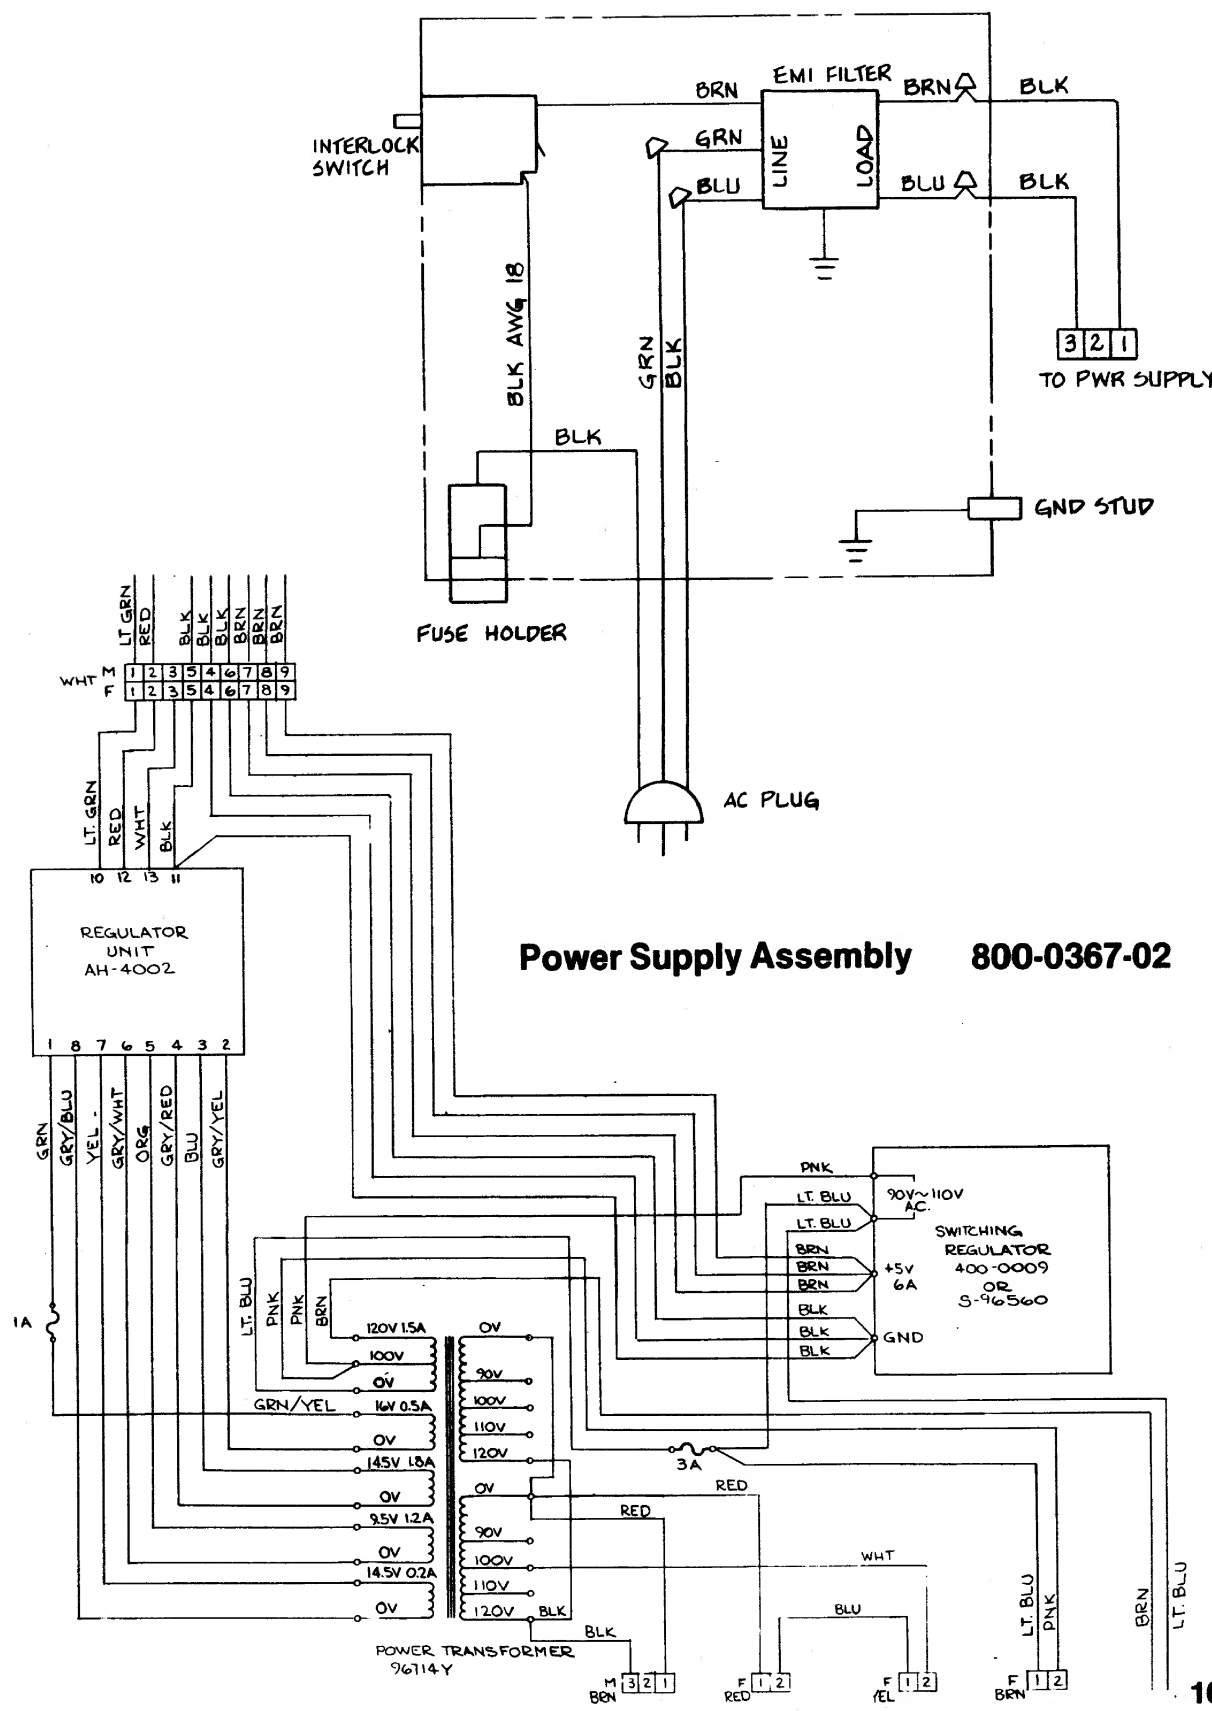 EMI FILTER
BRN
BRN
BLK
INTERLOCK
SWITCH
GRN
LINE
LOAD
BLU
BLU
BLK
BLK AWG 18
GRN
BLK
3 2 1
TO PWR SUPPLY
BLK
GND STUD
FUSE HOLDER
AC PLUG
LT GRN
RED
BLK
BLK
BLK
BRN
BRN
BRN
WHT
M 1 2 3 5 4 6 7 8 9
F 1 2 3 5 4 6 7 8 9
LT. GRN
RED
WHT
BLK
10 12 13 11
REGULATOR
UNIT
AH-4002
1 8 7 6 5 4 3 2
Power Supply Assembly 800-0367-02
GRN
GRY/BLU
YEL -
GRY/WHT
ORG
GRY/RED
BLU
GRY/YEL
1A
PNK
LT. BLU
LT. BLU
BRN
BRN
BRN
BLK
BLK
BLK
90V~110V
A.C.
SWITCHING
REGULATOR
400-0009
OR
S-96560
+5V
6A
GND
LT. BLU
PNK
PNK
BRN
120V 1.5A
100V
0V
GRN/YEL
16V 0.5A
0V
14.5V 1.8A
0V
9.5V 1.2A
0V
14.5V 0.2A
0V
0V
90V
100V
110V
120V
0V
90V
100V
110V
120V
BLK
BLK
3A
RED
RED
WHT
BLU
LT. BLU
PNK
BRN
LT. BLU
POWER TRANSFORMER
96714Y
M 3 2 1
BRN
F 1 2
RED
F 1 2
YEL
F 1 2
BRN